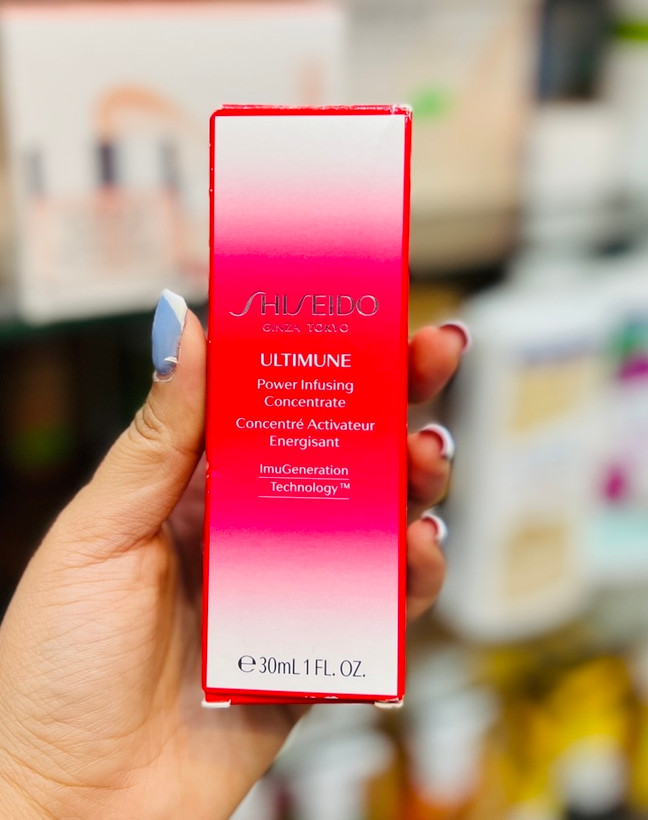 SHISEIDO
GINZA TOKYO
ULTIMUNE
Power Infusing
Concentrate
Concentré Activateur
Energisant
ImuGeneration
Technology™
℮30mL 1 FL. OZ.